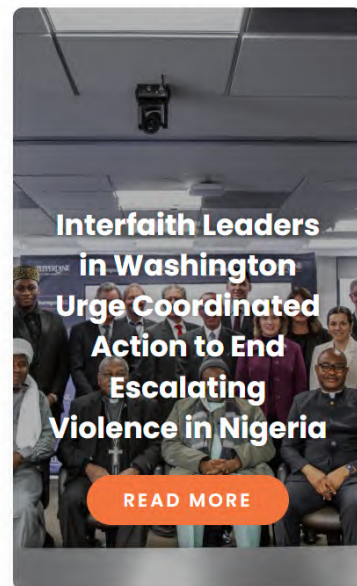 Interfaith Leaders
in Washington
Urge Coordinated
Action to End
Escalating
Violence in Nigeria
READ MORE